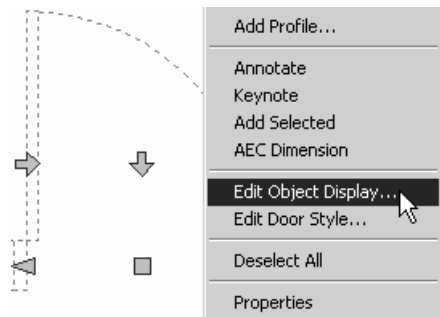 Add Profile...
Annotate
Keynote
Add Selected
AEC Dimension
Edit Object Display...
Edit Door Style...
Deselect All
Properties